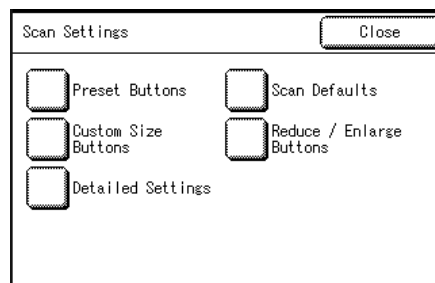 Scan Settings
Close
Preset Buttons
Scan Defaults
Custom Size
Buttons
Reduce / Enlarge
Buttons
Detailed Settings